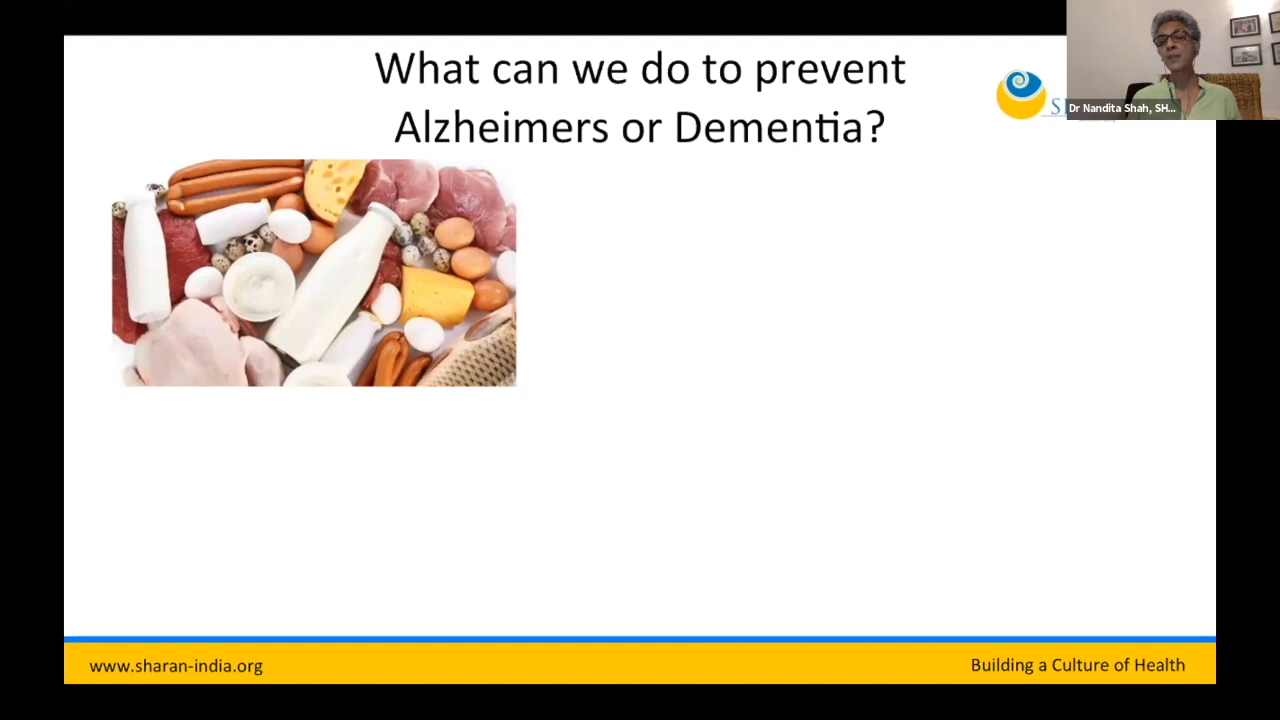 What can we do to prevent
Alzheimers or Dementia?
Dr Nandita Shah, SH...
www.sharan-india.org
Building a Culture of Health